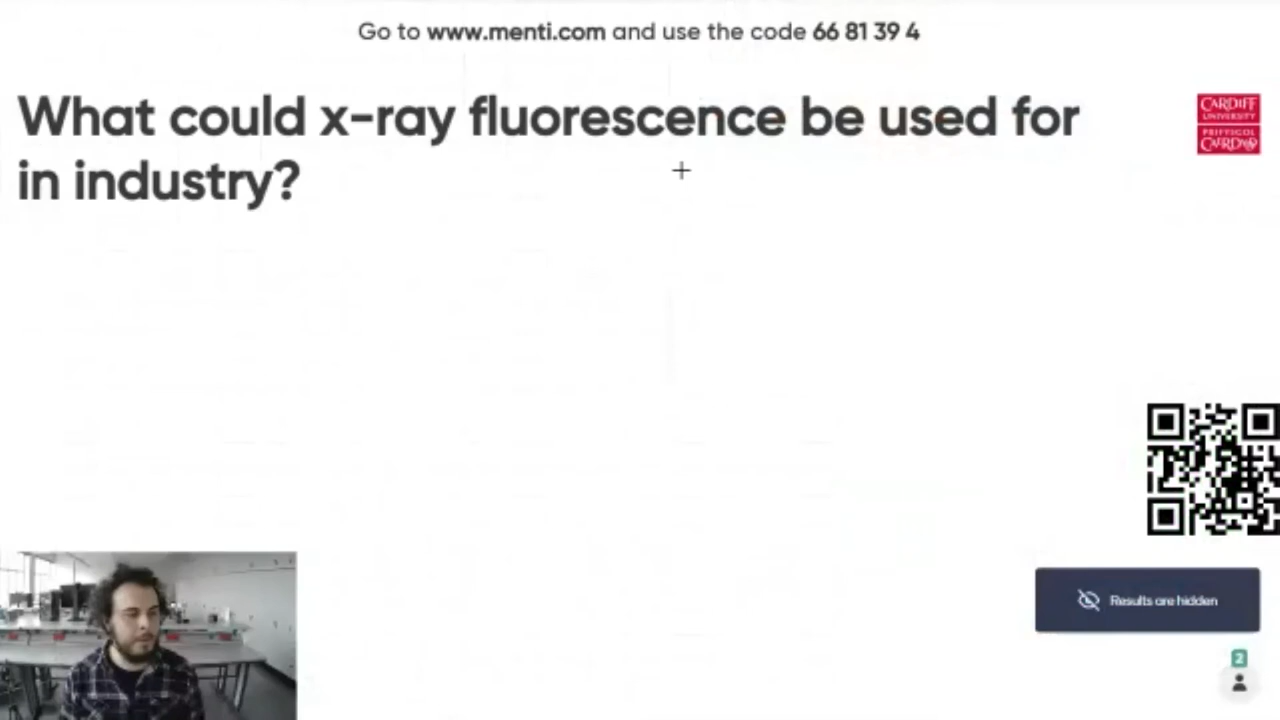 Go to www.menti.com and use the code 66 81 39 4
What could x-ray fluorescence be used for
in industry?
CARDIFF
UNIVERSITY
PRIFYSGOL
CAERDYDD
Results are hidden
2